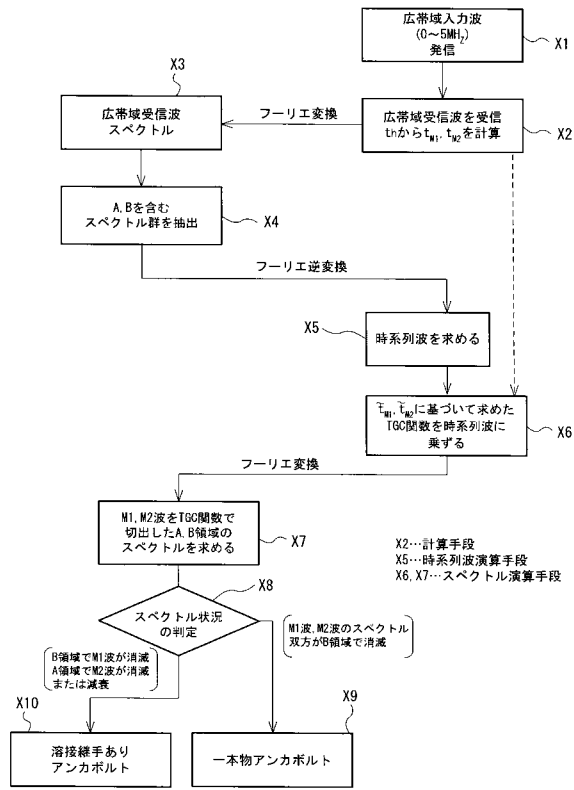 広帯域入力波
(0～5MHZ)
発信
X1
X3
広帯域受信波
スペクトル
フーリエ変換
広帯域受信波を受信
thからtM1,tM2を計算
X2
A,Bを含む
スペクトル群を抽出
X4
フーリエ逆変換
X5
時系列波を求める
t̃M1,t̃M2に基づいて求めた
TGC関数を時系列波に
乗ずる
X6
フーリエ変換
M1,M2波をTGC関数で
切出したA,B領域の
スペクトルを求める
X7
X2…計算手段
X5…時系列波演算手段
X6,X7…スペクトル演算手段
X8
スペクトル状況
の判定
M1波,M2波のスペクトル
双方がB領域で消滅
B領域でM1波が消滅
A領域でM2波が消滅
または減衰
X10
溶接継手あり
アンカボルト
X9
一本物アンカボルト